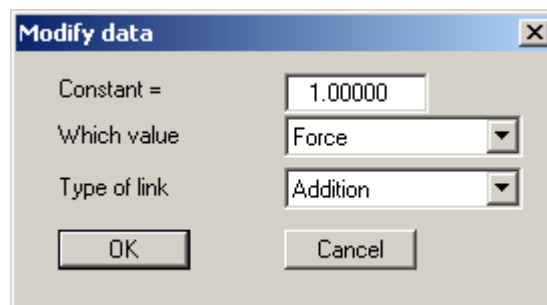 Modify data
Constant = 1.00000
Which value Force
Type of link Addition
OK Cancel